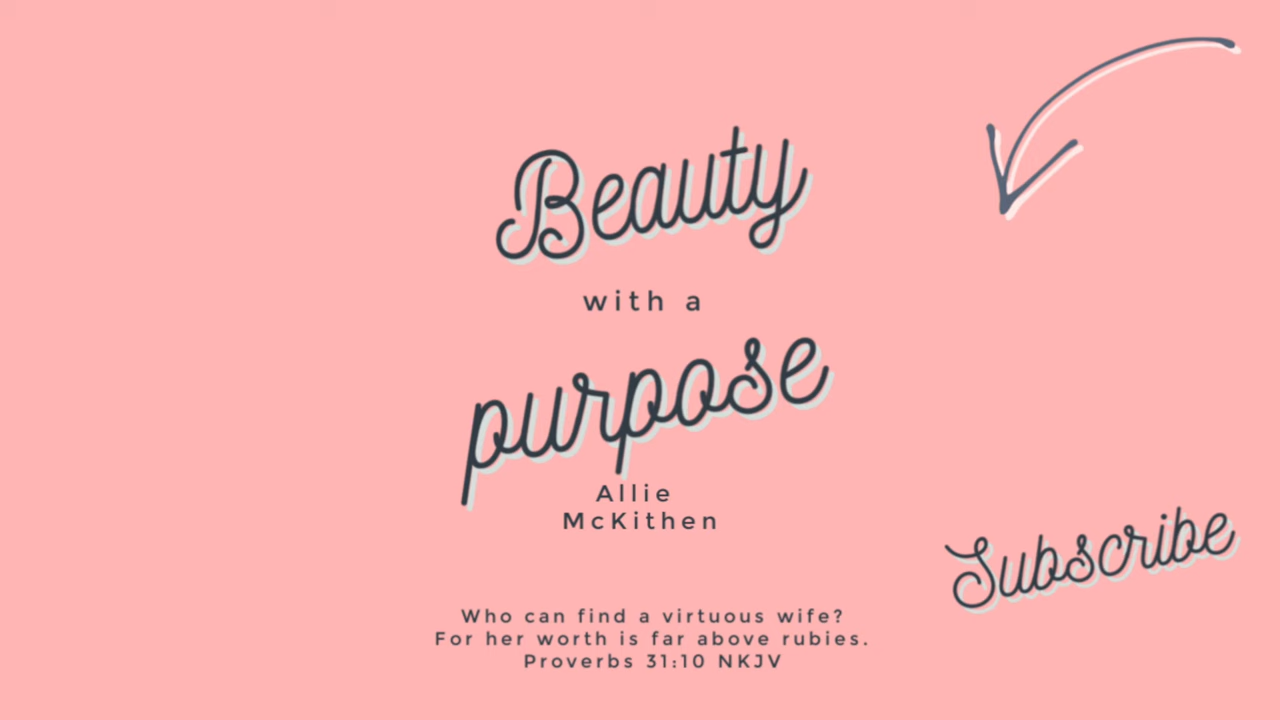 Beauty
with a
purpose
Allie
McKithen
Subscribe
Who can find a virtuous wife?
For her worth is far above rubies.
Proverbs 31:10 NKJV